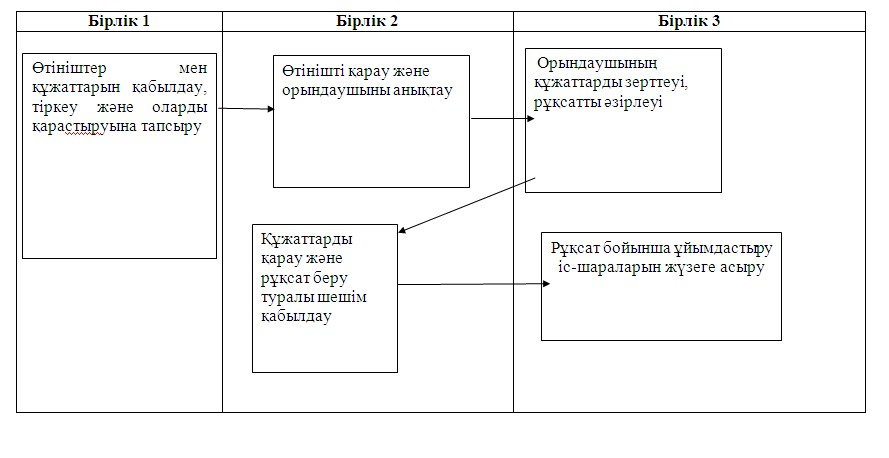 Бірлік 1
Бірлік 2
Бірлік 3
Өтініштер мен
құжаттарын қабылдау,
тіркеу және оларды
қарастыруына тапсыру
Өтінішті қарау және
орындаушыны анықтау
Орындаушының
құжаттарды зерттеуі,
рұқсатты әзірлеуі
Құжаттарды
қарау және
рұқсат беру
туралы шешім
қабылдау
Рұқсат бойынша ұйымдастыру
іс-шараларын жүзеге асыру